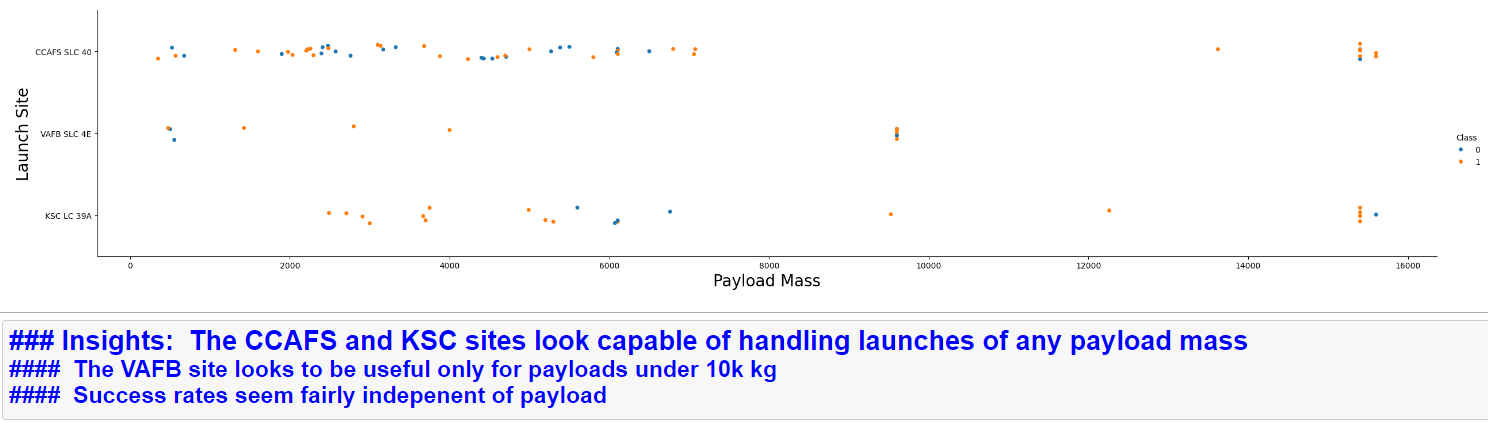 CCAFS SLC 40
VAFB SLC 4E
KSC LC 39A
Launch Site
0 2000 4000 6000 8000 10000 12000 14000 16000
Payload Mass
Class
0
1
### Insights:  The CCAFS and KSC sites look capable of handling launches of any payload mass
####  The VAFB site looks to be useful only for payloads under 10k kg
####  Success rates seem fairly indepenent of payload